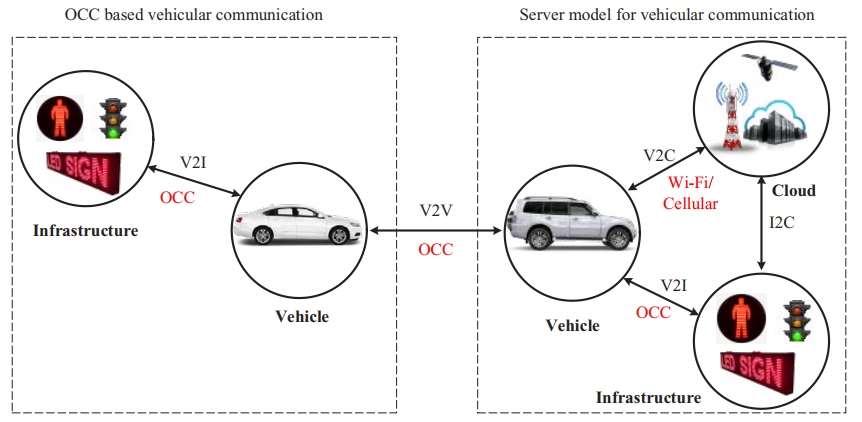 OCC based vehicular communication
Server model for vehicular communication
LED SIGN
V2I
OCC
Infrastructure
Vehicle
V2V
OCC
V2C
Wi-Fi/
Cellular
Cloud
I2C
V2I
OCC
Vehicle
LED SIGN
Infrastructure